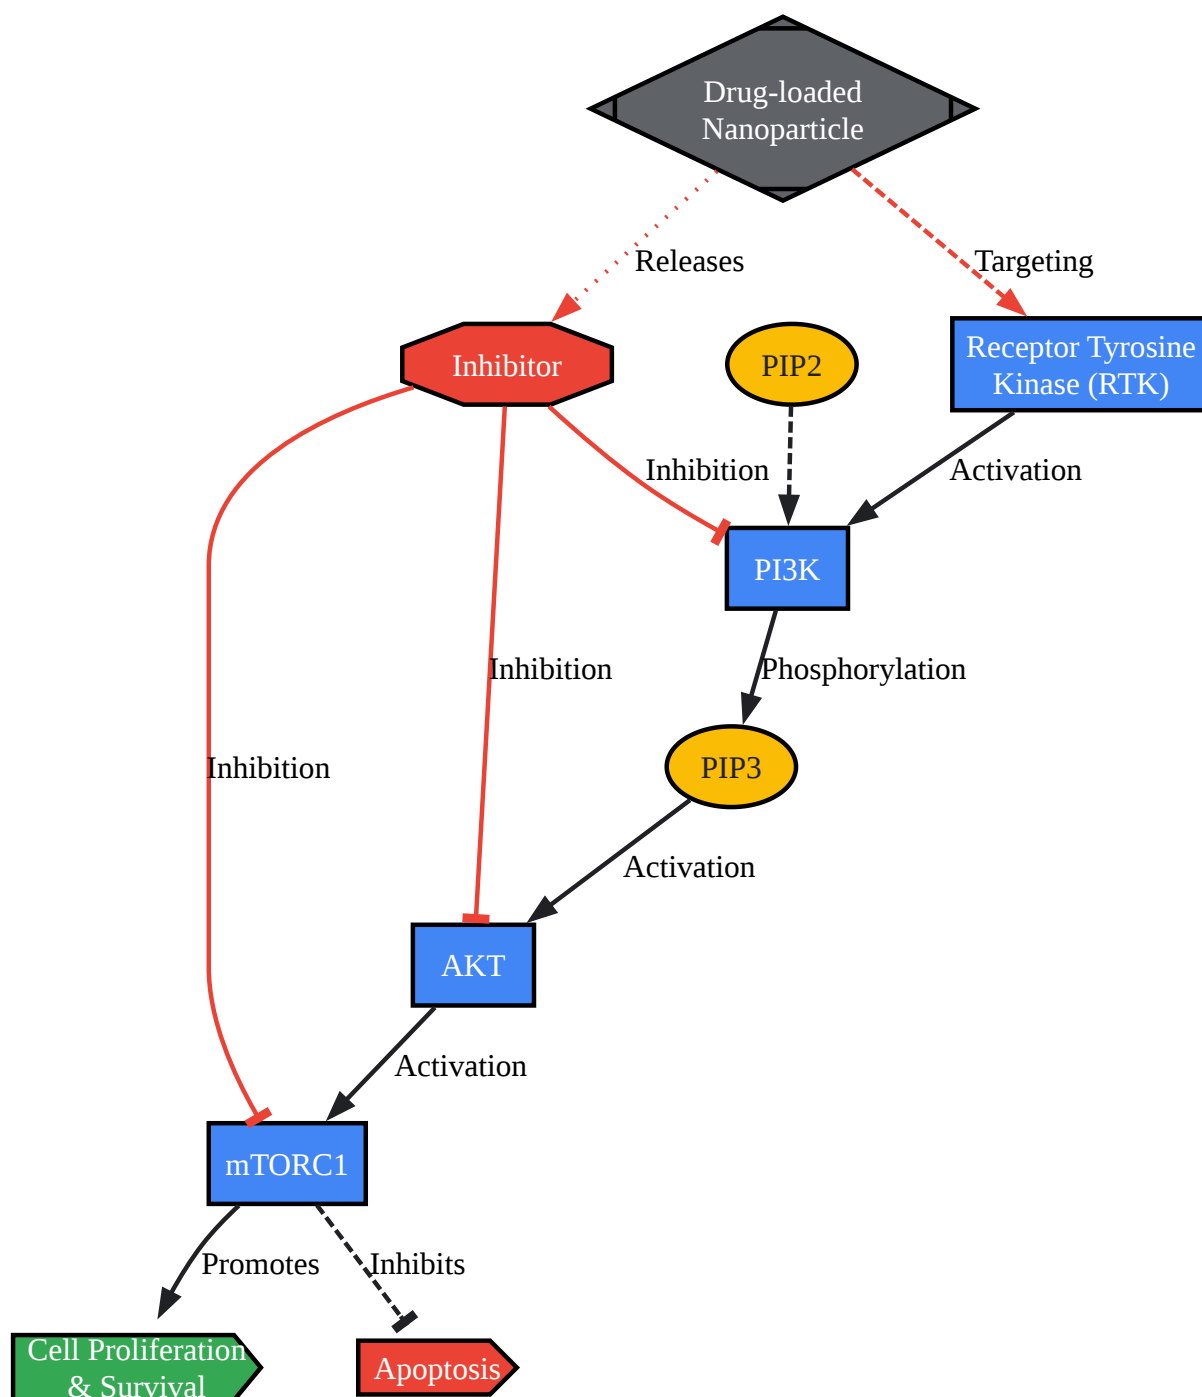 Drug-loaded
Nanoparticle
Releases
Targeting
Inhibitor
PIP2
Receptor Tyrosine
Kinase (RTK)
Inhibition
Activation
PI3K
Inhibition
Phosphorylation
Inhibition
PIP3
Activation
AKT
Activation
mTORC1
Promotes
Inhibits
Cell Proliferation
& Survival
Apoptosis